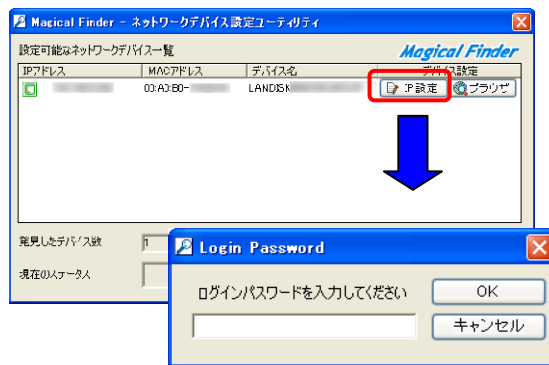 Magical Finder - ネットワークデバイス設定ユーティリティ
設定可能なネットワークデバイス一覧
Magical Finder
IPアドレス MACアドレス デバイス名 デバイス設定
00:A0:B0- LANDISK IP設定 ブラウザ
発見したデバイス数 1
現在のステータス
Login Password
ログインパスワードを入力してください OK
キャンセル